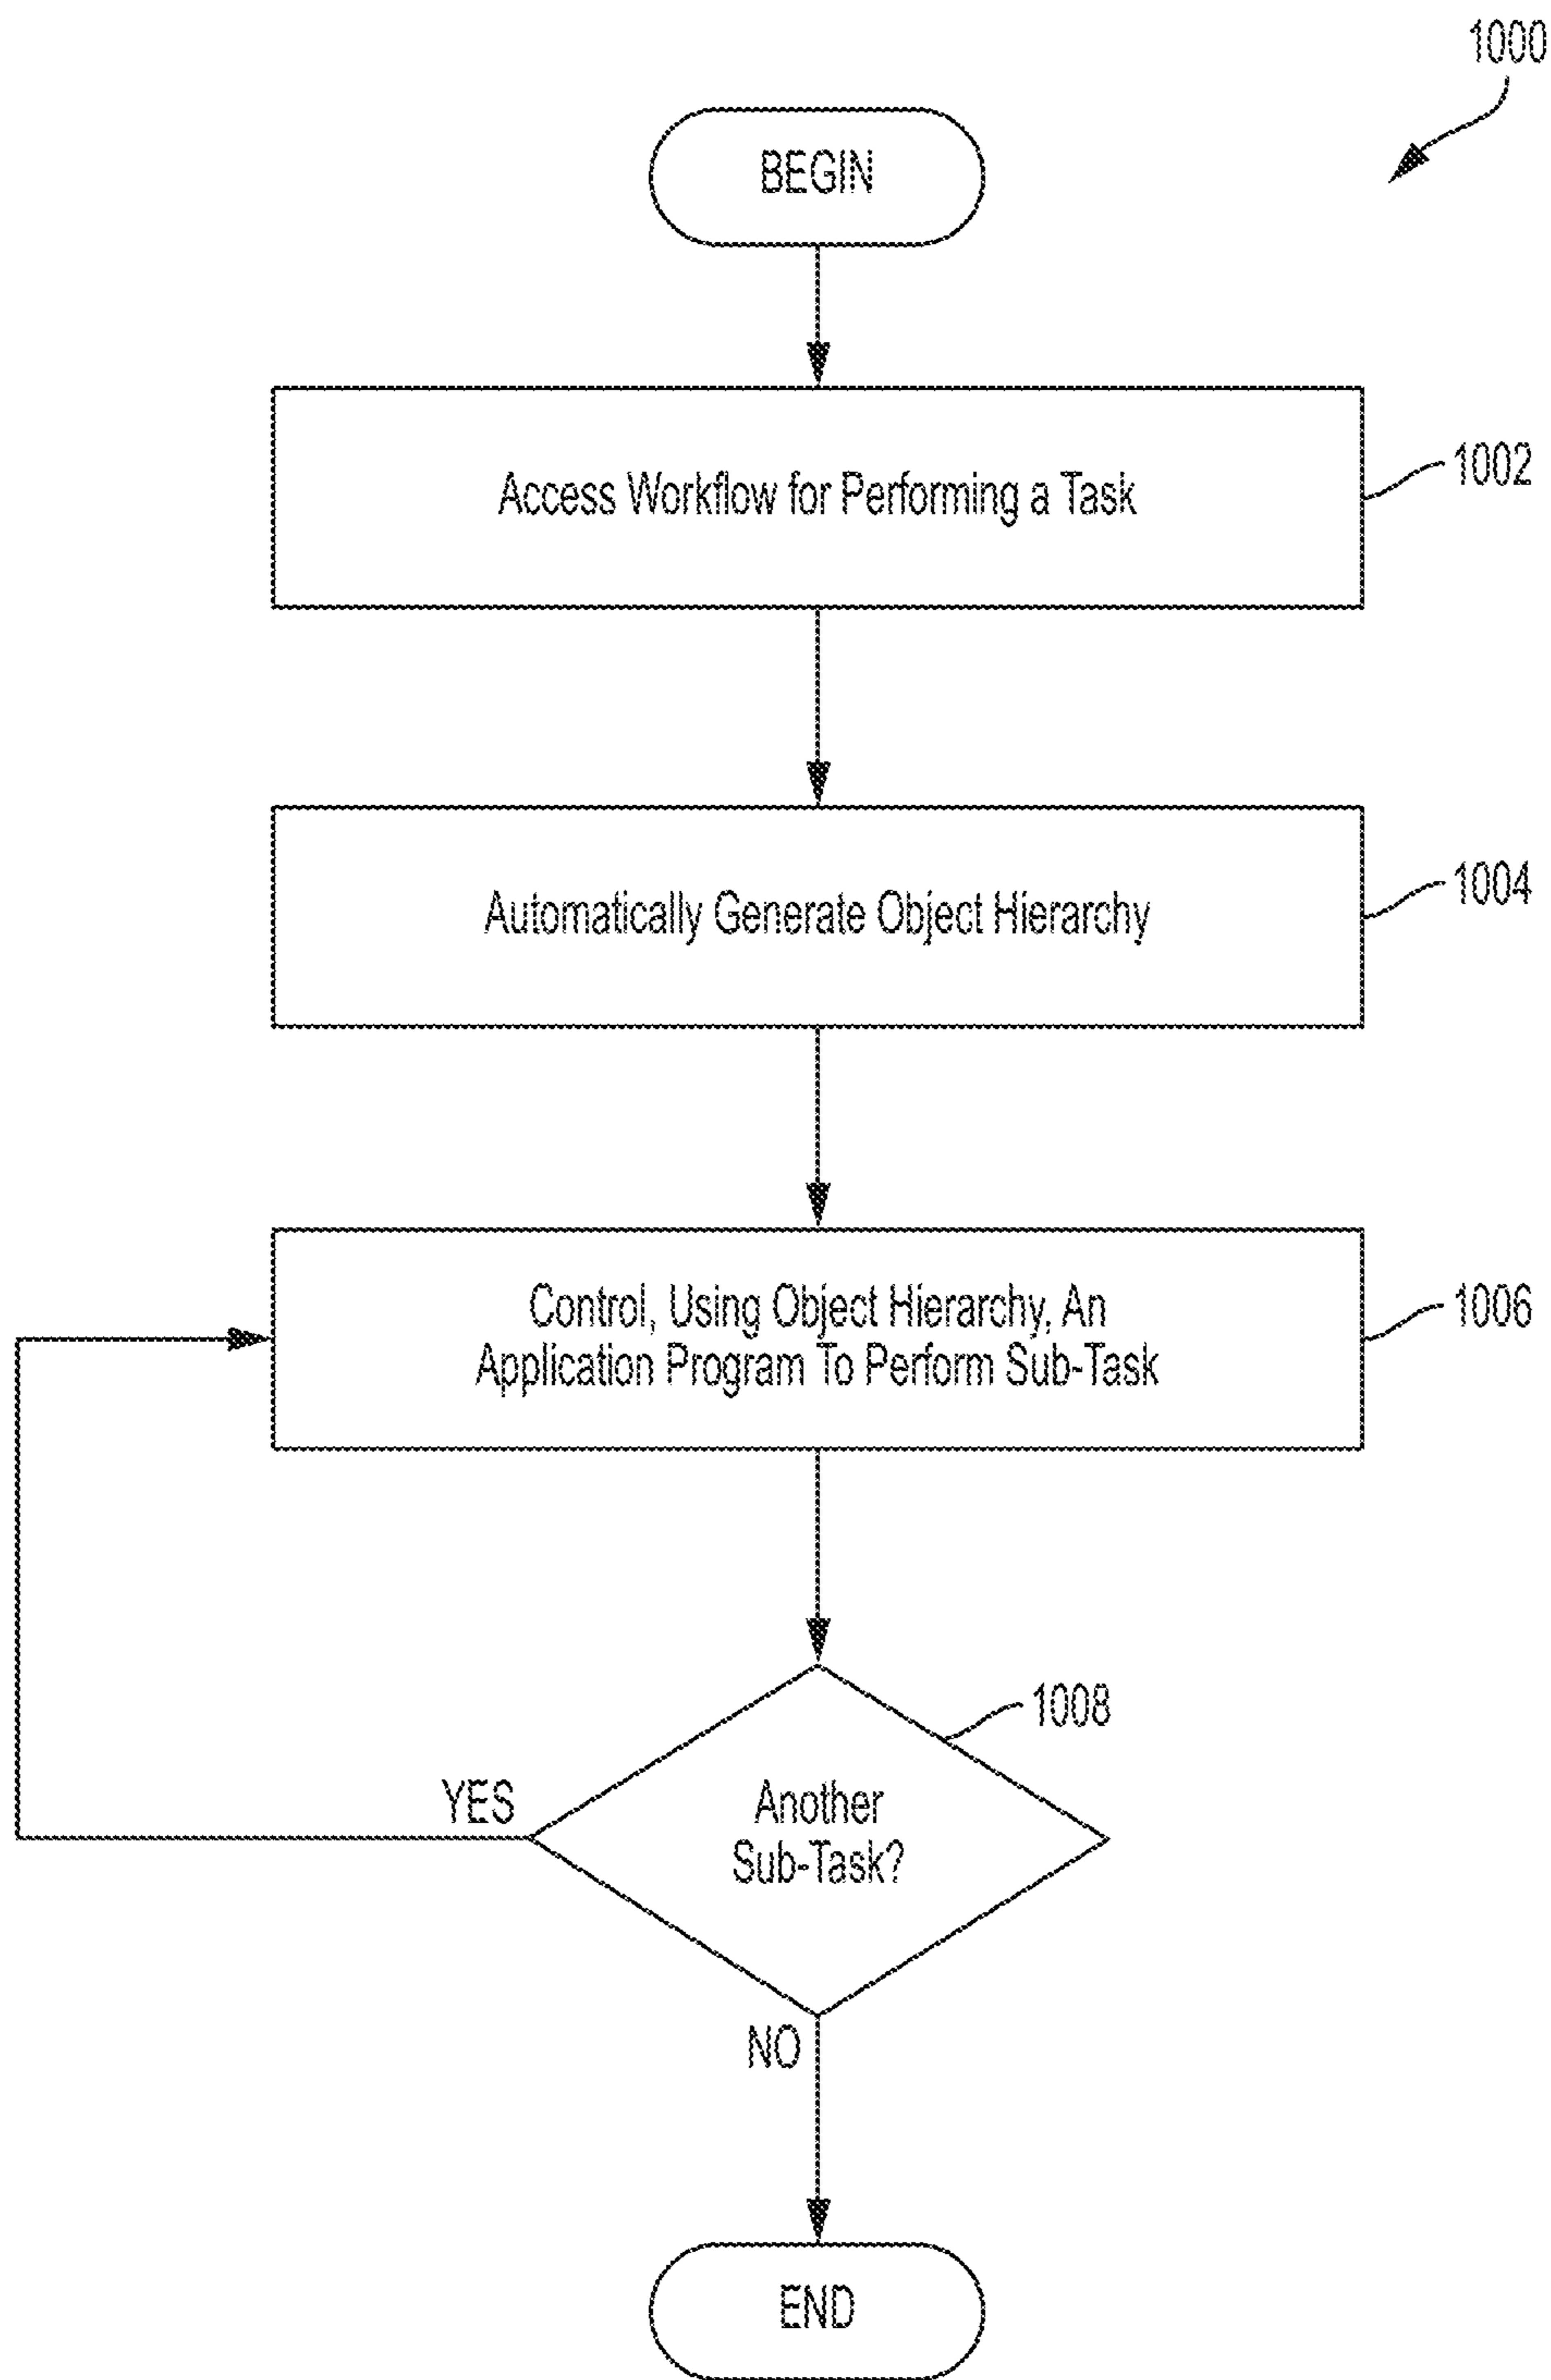 1000
BEGIN
Access Workflow for Performing a Task
1002
Automatically Generate Object Hierarchy
1004
Control, Using Object Hierarchy, An
Application Program To Perform Sub-Task
1006
1008
Another
Sub-Task?
YES
NO
END